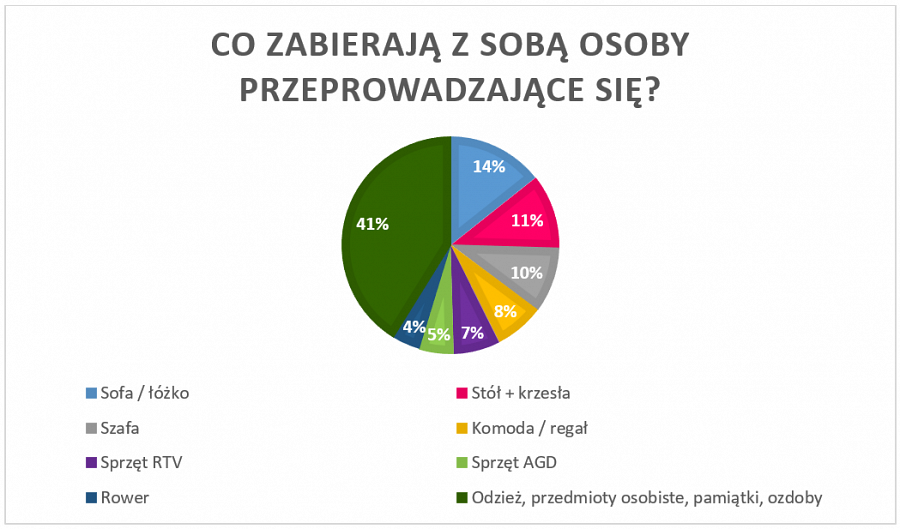 CO ZABIERAJĄ Z SOBĄ OSOBY
PRZEPROWADZAJĄCE SIĘ?
14%
11%
10%
8%
7%
5%
4%
41%
Sofa / łóżko
Stół + krzesła
Szafa
Komoda / regał
Sprzęt RTV
Sprzęt AGD
Rower
Odzież, przedmioty osobiste, pamiątki, ozdoby